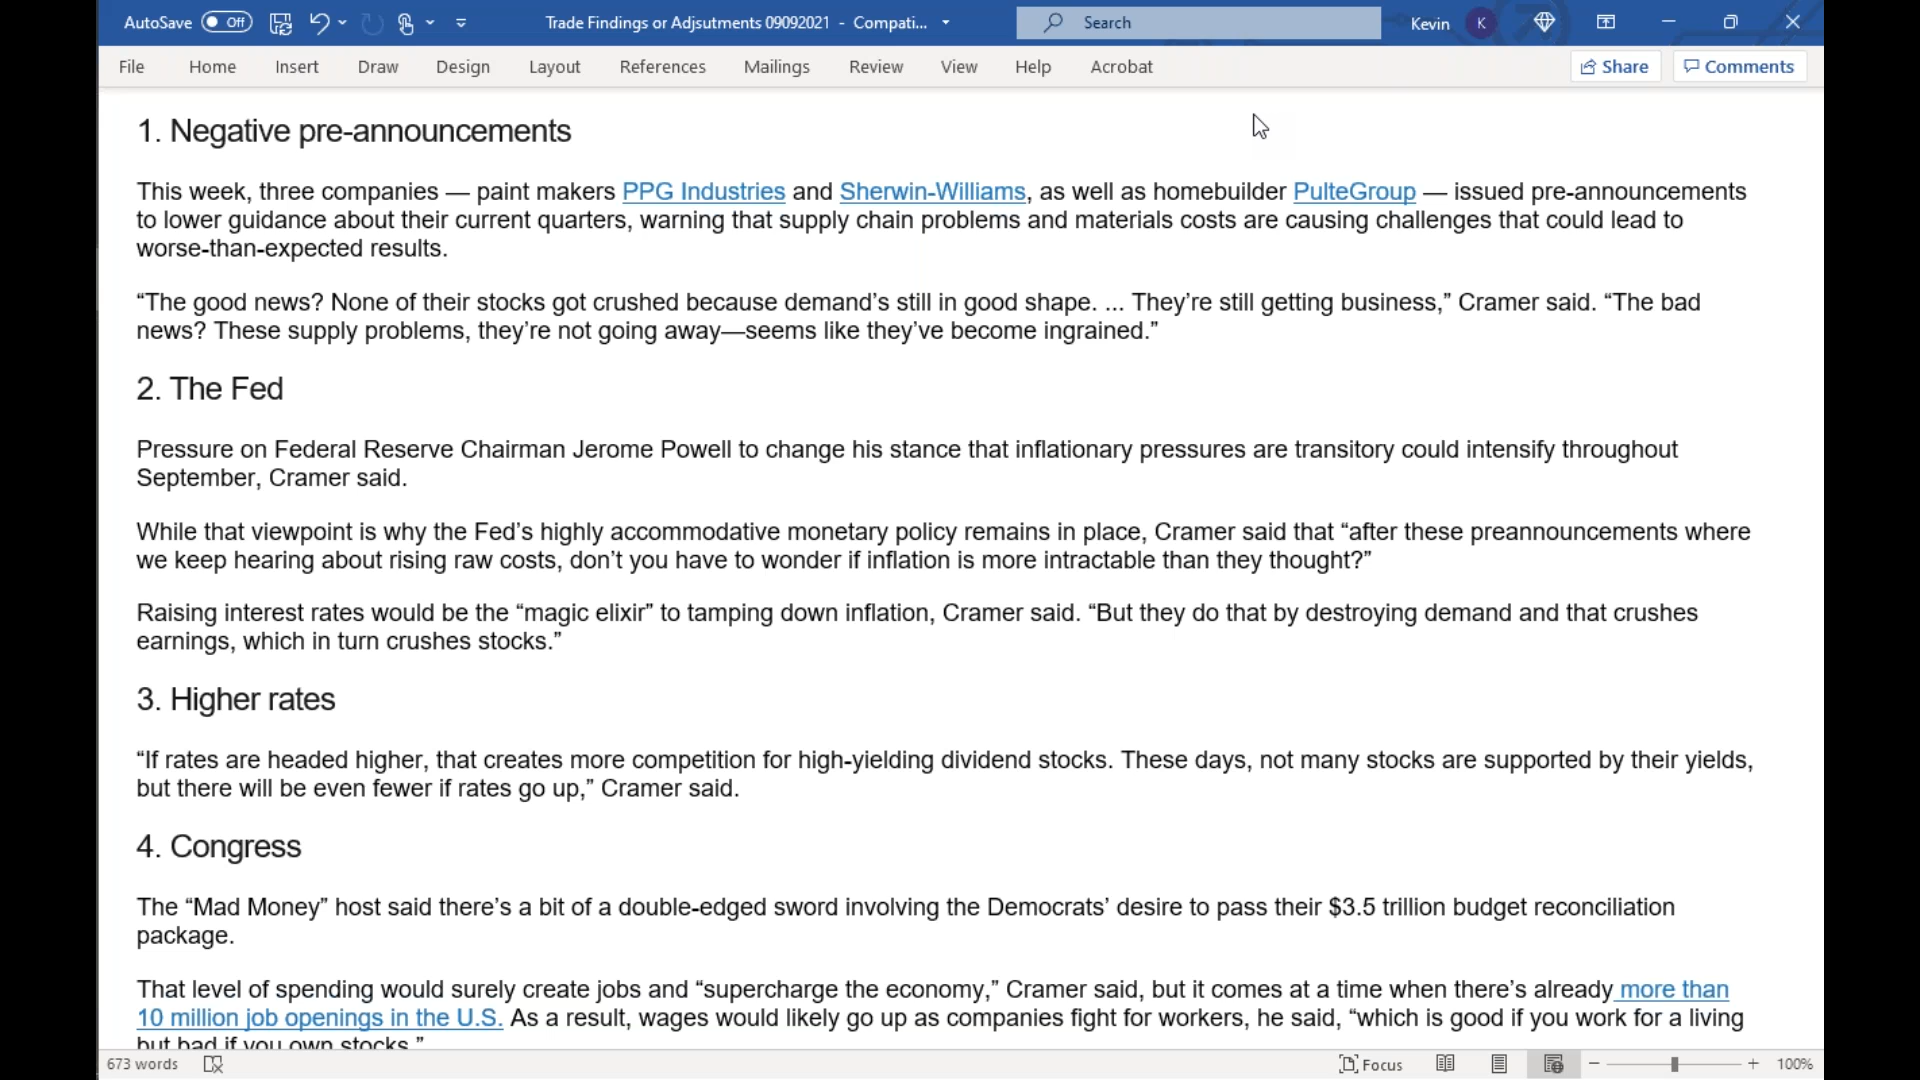 AutoSave Off Trade Findings or Adjsutments 09092021 - Compati... Search Kevin K
File Home Insert Draw Design Layout References Mailings Review View Help Acrobat Share Comments
1. Negative pre-announcements
This week, three companies — paint makers PPG Industries and Sherwin-Williams, as well as homebuilder PulteGroup — issued pre-announcements
to lower guidance about their current quarters, warning that supply chain problems and materials costs are causing challenges that could lead to
worse-than-expected results.
“The good news? None of their stocks got crushed because demand’s still in good shape. ... They’re still getting business,” Cramer said. “The bad
news? These supply problems, they’re not going away—seems like they’ve become ingrained.”
2. The Fed
Pressure on Federal Reserve Chairman Jerome Powell to change his stance that inflationary pressures are transitory could intensify throughout
September, Cramer said.
While that viewpoint is why the Fed’s highly accommodative monetary policy remains in place, Cramer said that “after these preannouncements where
we keep hearing about rising raw costs, don’t you have to wonder if inflation is more intractable than they thought?”
Raising interest rates would be the “magic elixir” to tamping down inflation, Cramer said. “But they do that by destroying demand and that crushes
earnings, which in turn crushes stocks.”
3. Higher rates
“If rates are headed higher, that creates more competition for high-yielding dividend stocks. These days, not many stocks are supported by their yields,
but there will be even fewer if rates go up,” Cramer said.
4. Congress
The “Mad Money” host said there’s a bit of a double-edged sword involving the Democrats’ desire to pass their $3.5 trillion budget reconciliation
package.
That level of spending would surely create jobs and “supercharge the economy,” Cramer said, but it comes at a time when there’s already more than
10 million job openings in the U.S. As a result, wages would likely go up as companies fight for workers, he said, “which is good if you work for a living
but bad if you own stocks.”
673 words Focus 100%